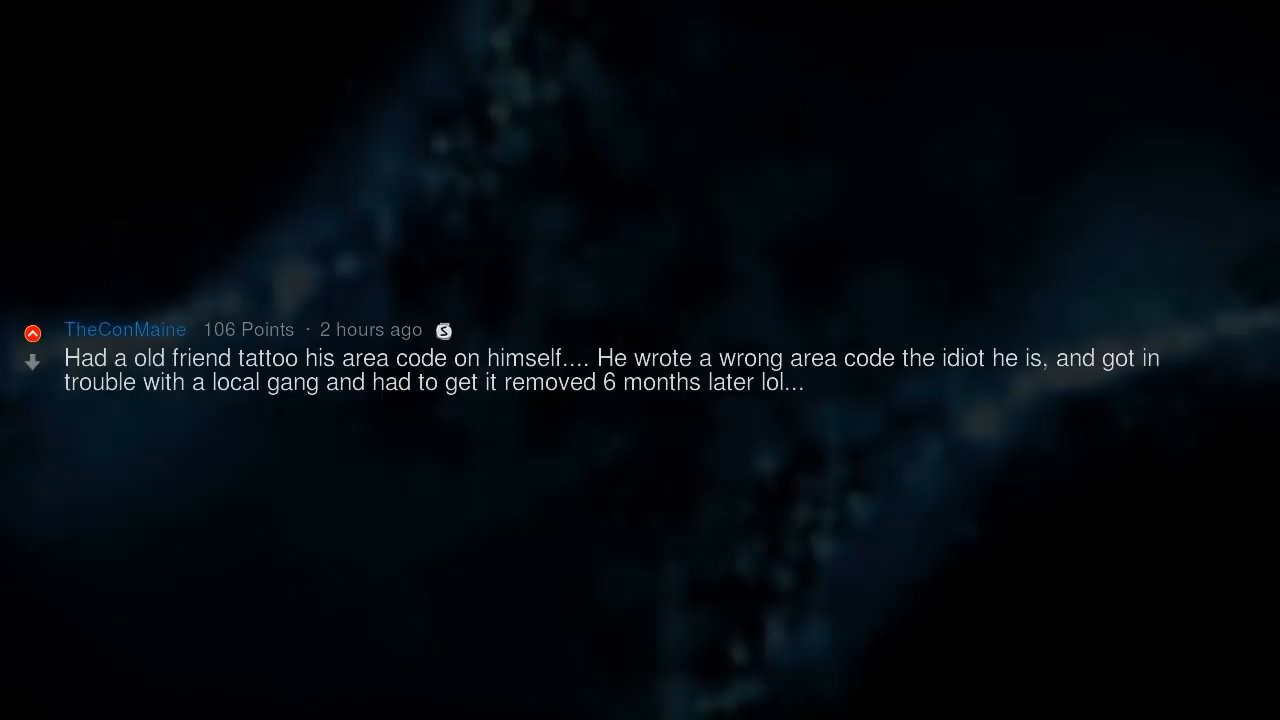 TheConMaine 106 Points · 2 hours ago
Had a old friend tattoo his area code on himself.... He wrote a wrong area code the idiot he is, and got in
trouble with a local gang and had to get it removed 6 months later lol...